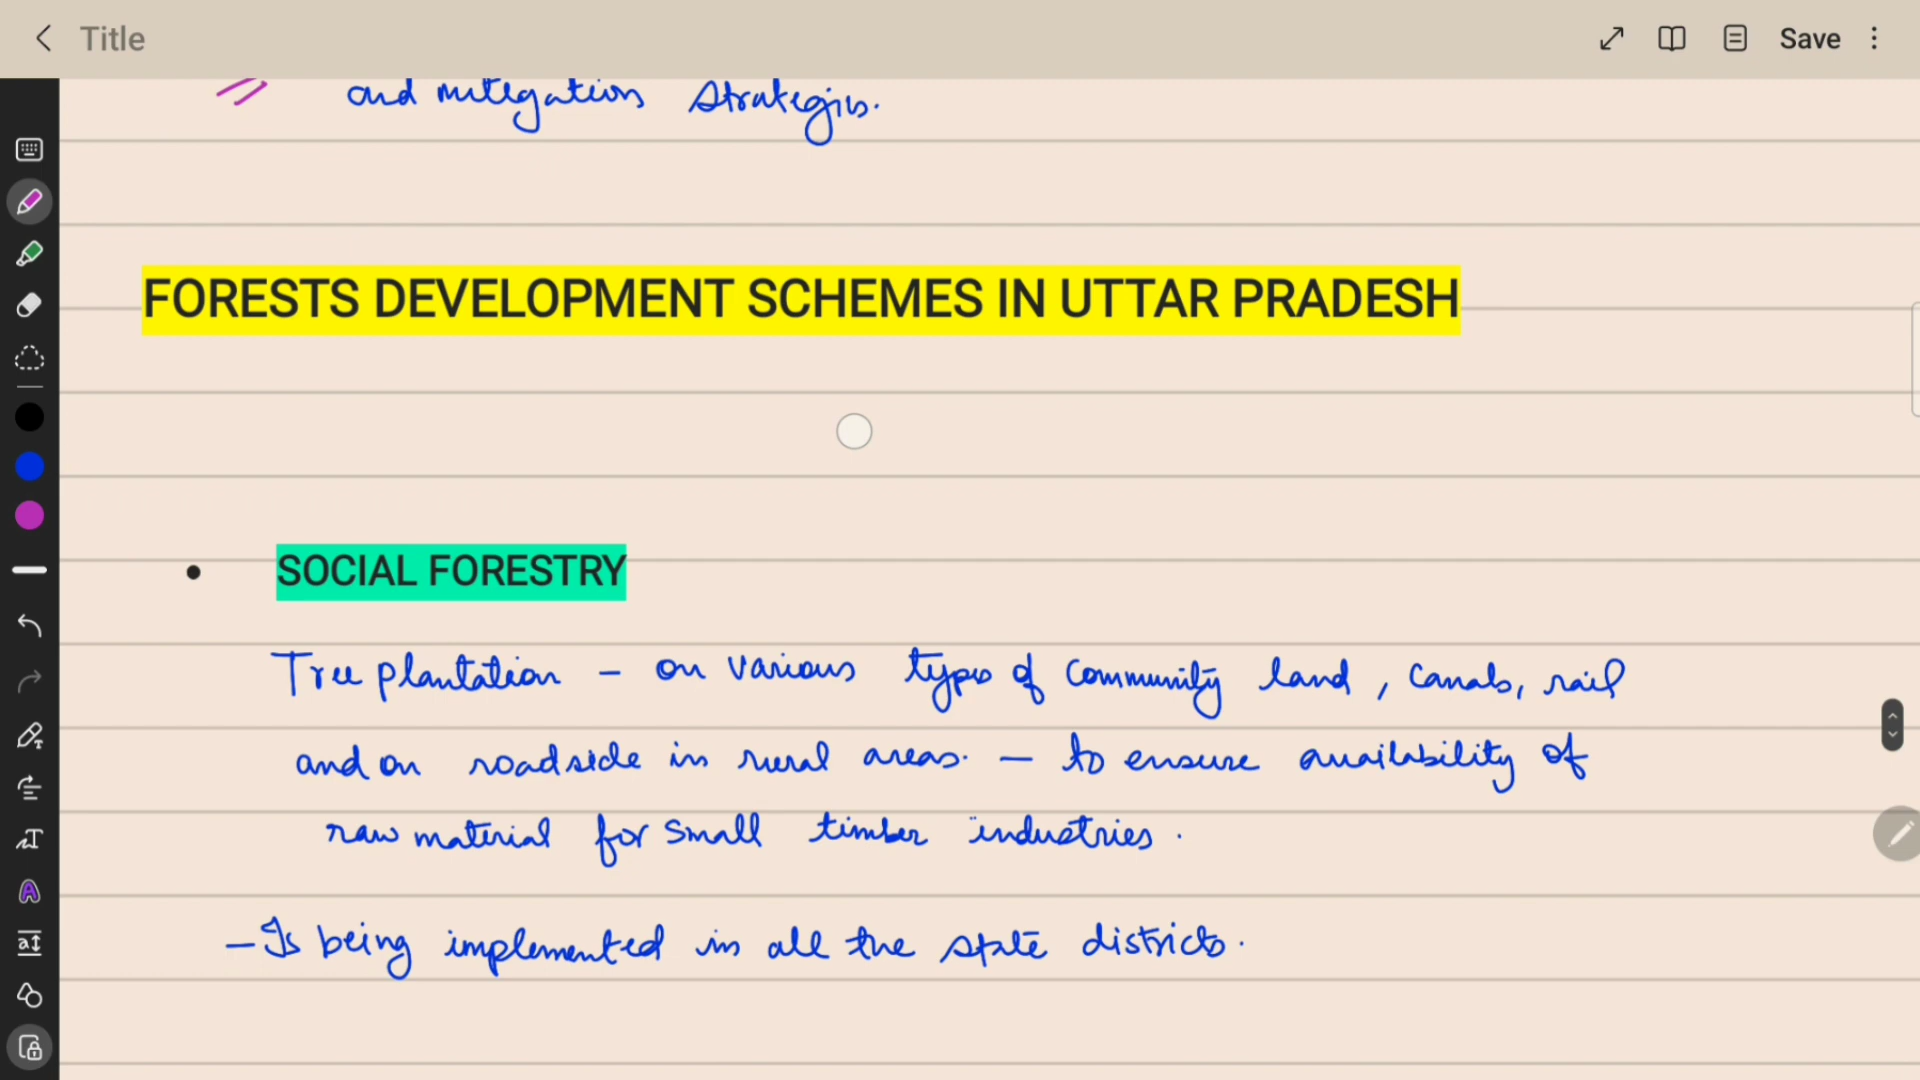 Title
Save
and mitigation strategies.
FORESTS DEVELOPMENT SCHEMES IN UTTAR PRADESH
• SOCIAL FORESTRY
Tree plantation - on various types of community land, canals, rail
and on roadside in rural areas. - to ensure availability of
raw material for small timber industries.
- Is being implemented in all the state districts.